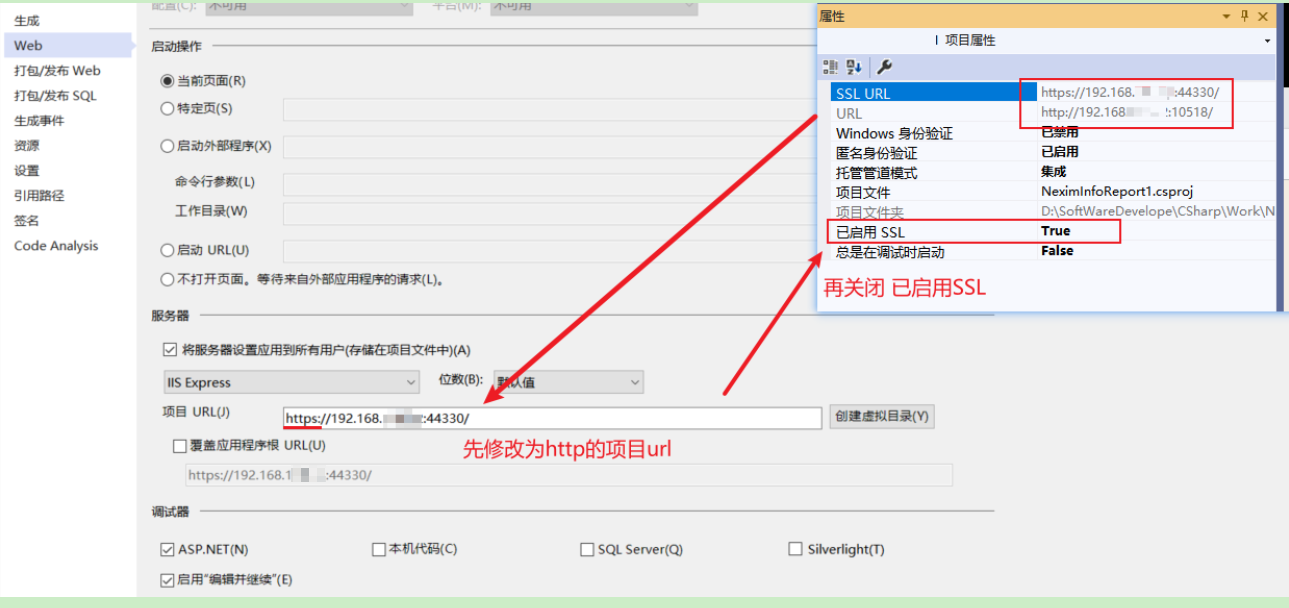 配置(C): 不可用 平台(M): 不可用
生成
Web
打包/发布 Web
打包/发布 SQL
生成事件
资源
设置
引用路径
签名
Code Analysis
启动操作
当前页面(R)
特定页(S)
启动外部程序(X)
命令行参数(L)
工作目录(W)
启动 URL(U)
不打开页面。等待来自外部应用程序的请求(L)。
服务器
将服务器设置应用到所有用户(存储在项目文件中)(A)
IIS Express 位数(B): 默认值
项目 URL(J) https://192.168. :44330/ 创建虚拟目录(Y)
先修改为http的项目url
覆盖应用程序根 URL(U)
https://192.168.1 :44330/
调试器
ASP.NET(N) 本机代码(C) SQL Server(Q) Silverlight(T)
启用"编辑并继续"(E)
属性
项目属性
SSL URL https://192.168. :44330/
URL http://192.168 :10518/
Windows 身份验证 已禁用
匿名身份验证 已启用
托管管道模式 集成
项目文件 NeximInfoReport1.csproj
项目文件夹 D:\SoftWareDevelope\CSharp\Work\N
已启用 SSL True
总是在调试时启动 False
再关闭 已启用SSL